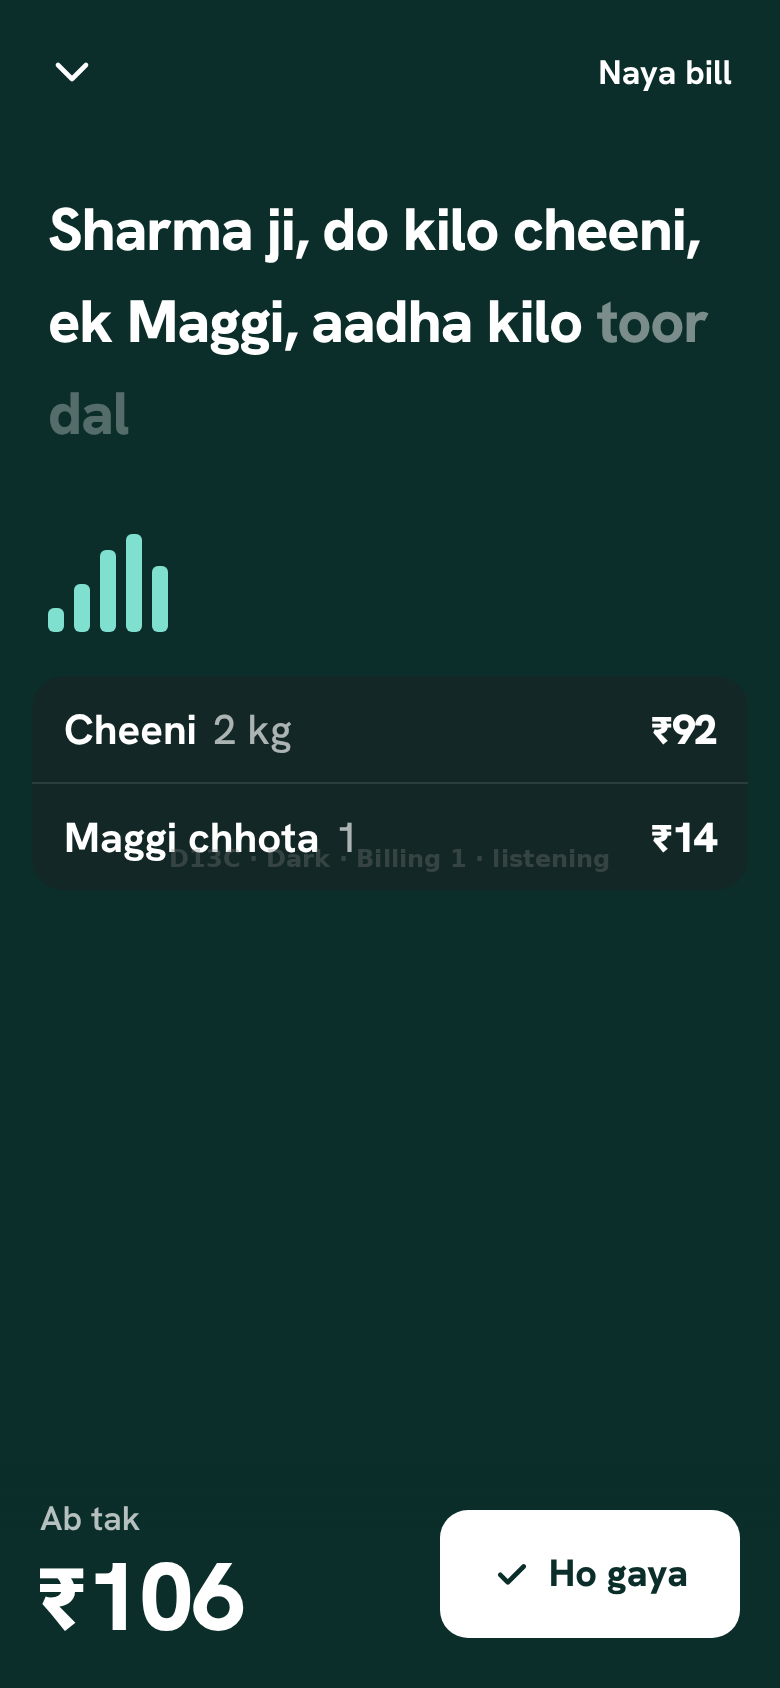 Naya bill
Sharma ji, do kilo cheeni,
ek Maggi, aadha kilo toor
dal
Cheeni 2 kg ₹92
Maggi chhota 1 ₹14
D13C · Dark · Billing 1 · listening
Ab tak
₹106
Ho gaya